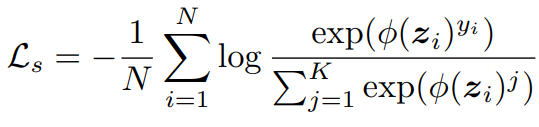 $$\mathcal{L}_s = -\frac{1}{N} \sum_{i=1}^{N} \log \frac{\exp(\phi(\boldsymbol{z}_i)^{y_i})}{\sum_{j=1}^{K} \exp(\phi(\boldsymbol{z}_i)^j)}$$